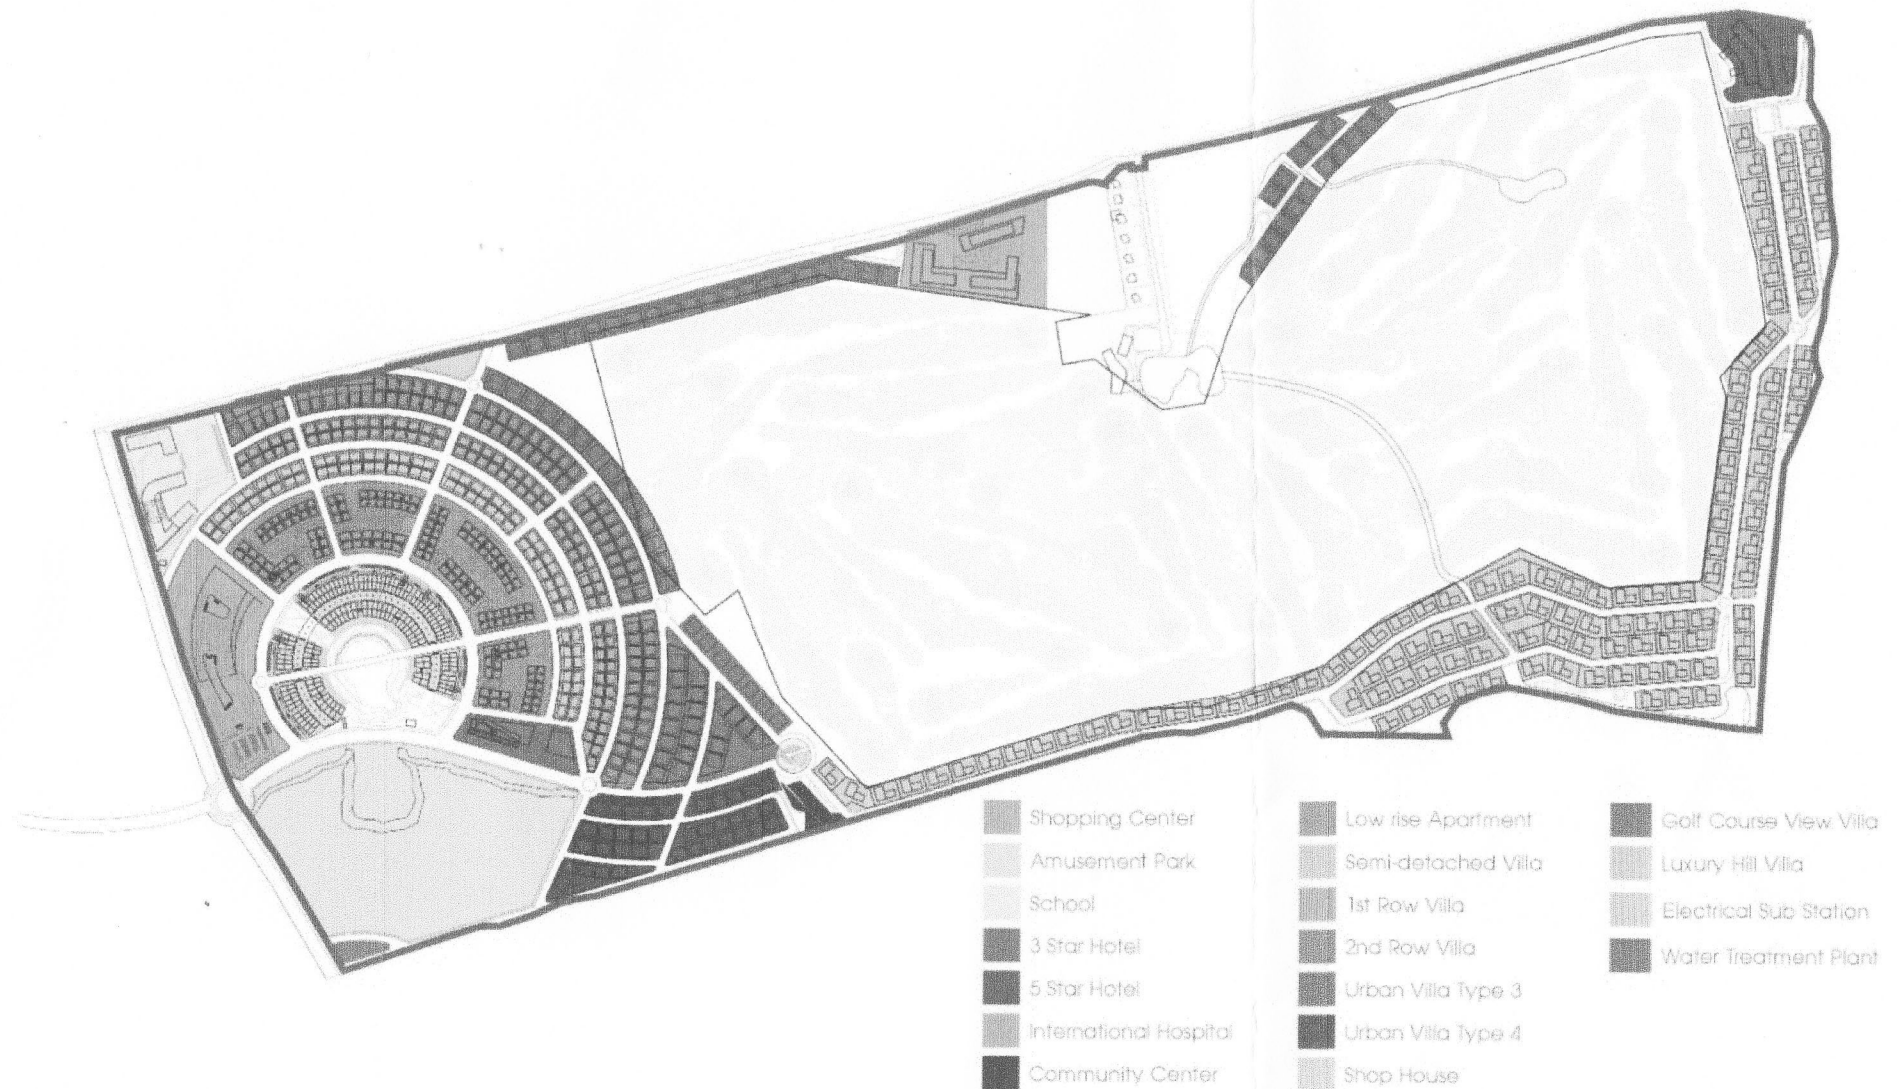 Shopping Center
Amusement Park
School
3 Star Hotel
5 Star Hotel
International Hospital
Community Center
Low rise Apartment
Semi-detached Villa
1st Row Villa
2nd Row Villa
Urban Villa Type 3
Urban Villa Type 4
Shop House
Golf Course View Villa
Luxury Hill Villa
Electrical Sub Station
Water Treatment Plant